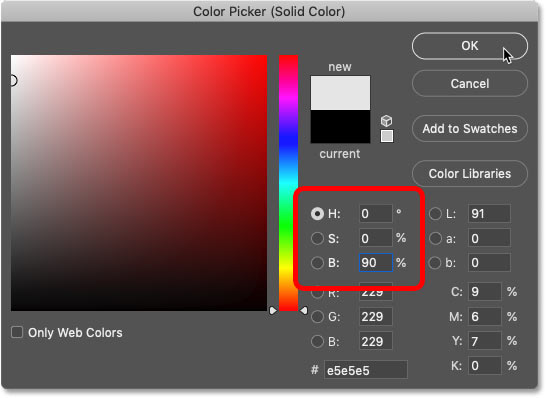 Color Picker (Solid Color)
OK
new
Cancel
Add to Swatches
current
Color Libraries
H: 0 ° L: 91
S: 0 % a: 0
B: 90 % b: 0
R: 229 C: 9 %
G: 229 M: 6 %
B: 229 Y: 7 %
Only Web Colors
# e5e5e5 K: 0 %